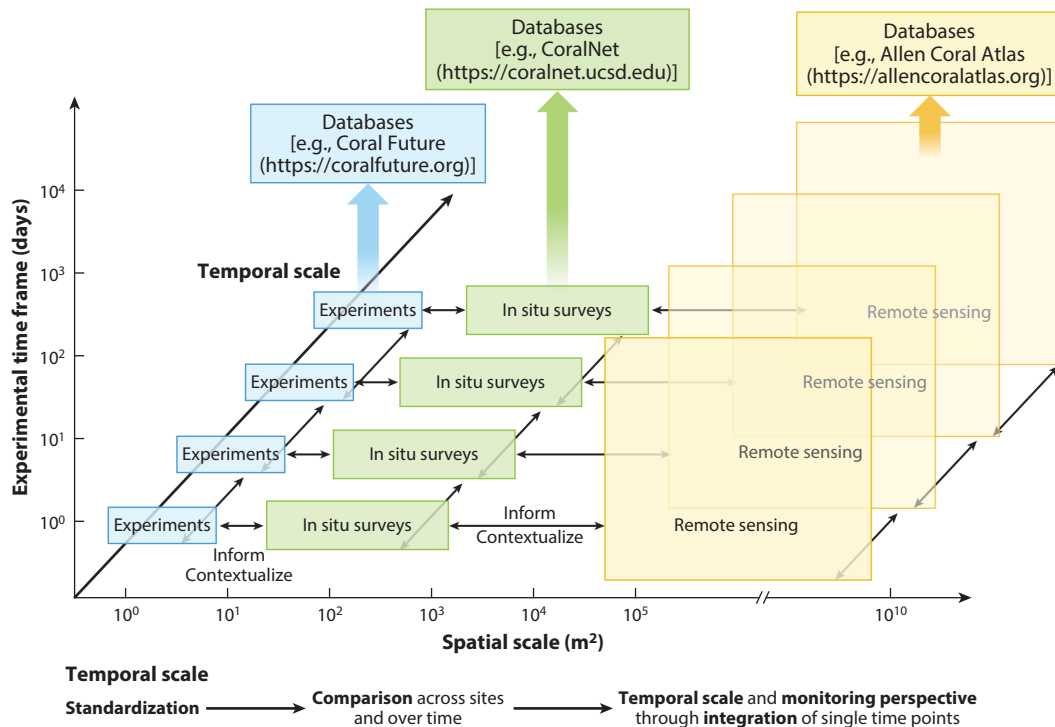 Databases
[e.g., CoralNet
(https://coralnet.ucsd.edu)]
Databases
[e.g., Allen Coral Atlas
(https://allencoralatlas.org)]
Databases
[e.g., Coral Future
(https://coralfuture.org)]
Experimental time frame (days)
10⁴
10³
10²
10¹
10⁰
Temporal scale
Experiments
In situ surveys
Remote sensing
Experiments
In situ surveys
Remote sensing
Experiments
In situ surveys
Remote sensing
Experiments
In situ surveys
Remote sensing
Inform
Contextualize
Inform
Contextualize
10⁰
10¹
10²
10³
10⁴
10⁵
10¹⁰
Spatial scale (m²)
Temporal scale
Standardization
Comparison across sites
and over time
Temporal scale and monitoring perspective
through integration of single time points